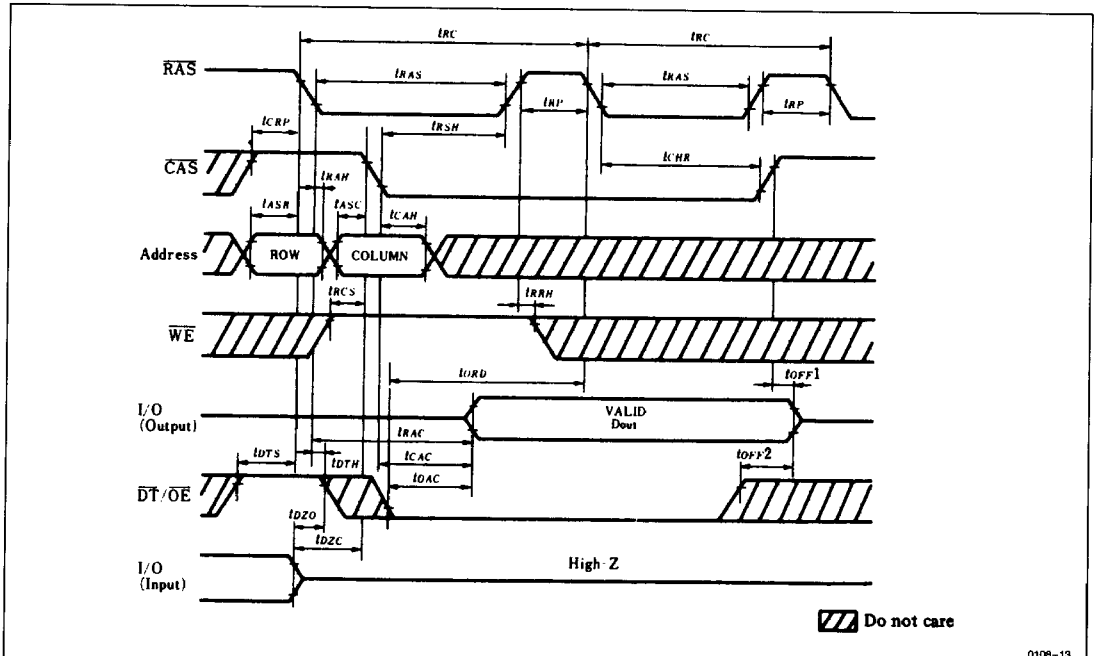 tRC tRC
RAS
tRAS tRAS
tCRP tRP tRP
tRSH
CAS
tRAH tCHR
tASR tASC tCAH
Address ROW COLUMN
tRCS tRRH
WE
tORD tOFF1
I/O
(Output)
VALID
Dout
tRAC
tCAC
tDTS tDTH tOAC tOFF2
DT/OE
tDZO
tDZC
I/O
(Input)
High-Z
Do not care
0108-13